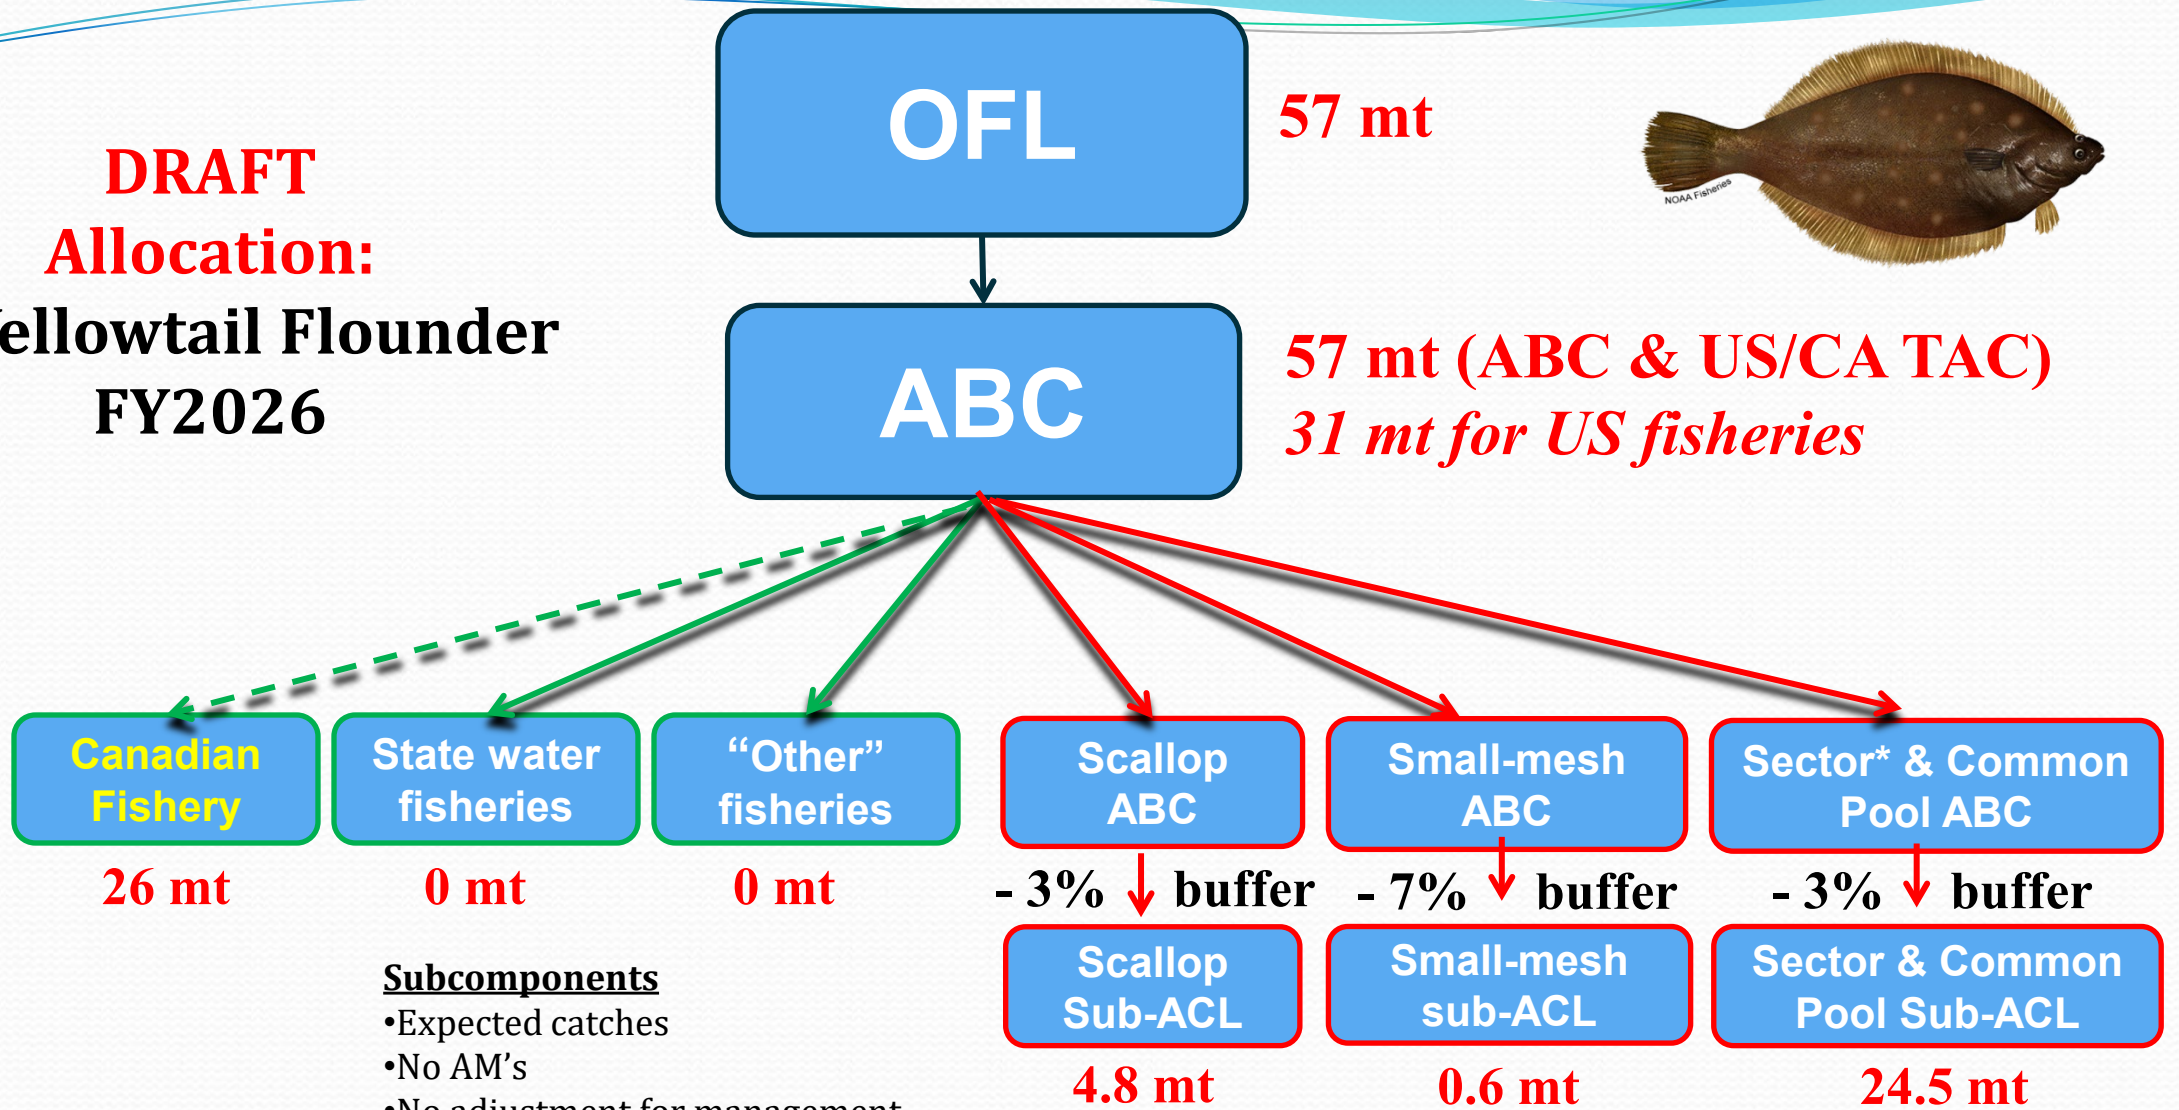 OFL
57 mt
NOAA Fisheries
DRAFT
Allocation:
ellowtail Flounder
FY2026
ABC
57 mt (ABC & US/CA TAC)
31 mt for US fisheries
Canadian
Fishery
26 mt
State water
fisheries
0 mt
“Other”
fisheries
0 mt
Scallop
ABC
- 3% buffer
Scallop
Sub-ACL
4.8 mt
Small-mesh
ABC
- 7% buffer
Small-mesh
sub-ACL
0.6 mt
Sector* & Common
Pool ABC
- 3% buffer
Sector & Common
Pool Sub-ACL
24.5 mt
Subcomponents
•Expected catches
•No AM’s
•No adjustment for management